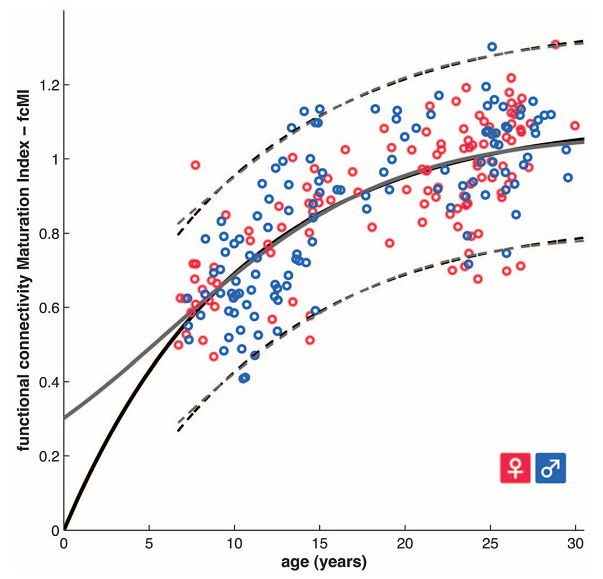 functional connectivity Maturation Index – fcMI
1.2
1
0.8
0.6
0.4
0.2
0
0 5 10 15 20 25 30
age (years)
♀ ♂